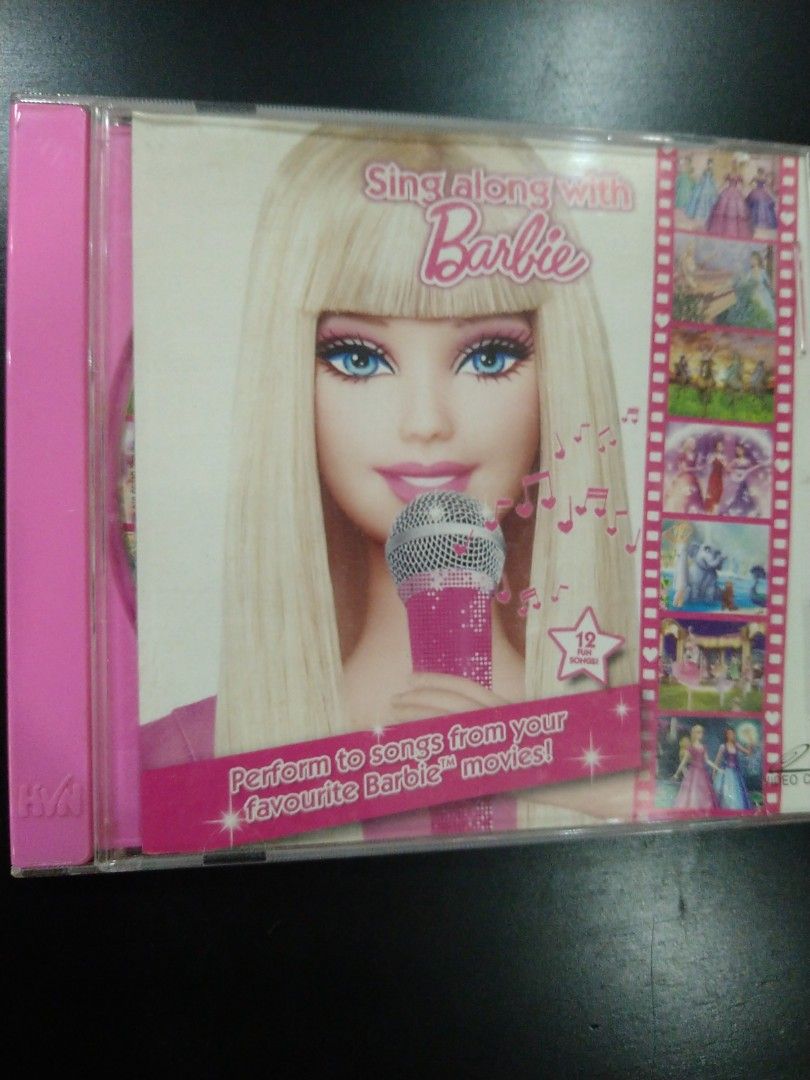 Sing along with
Barbie
12
FUN
SONGS!
Perform to songs from your
favourite Barbie™ movies!
HVN